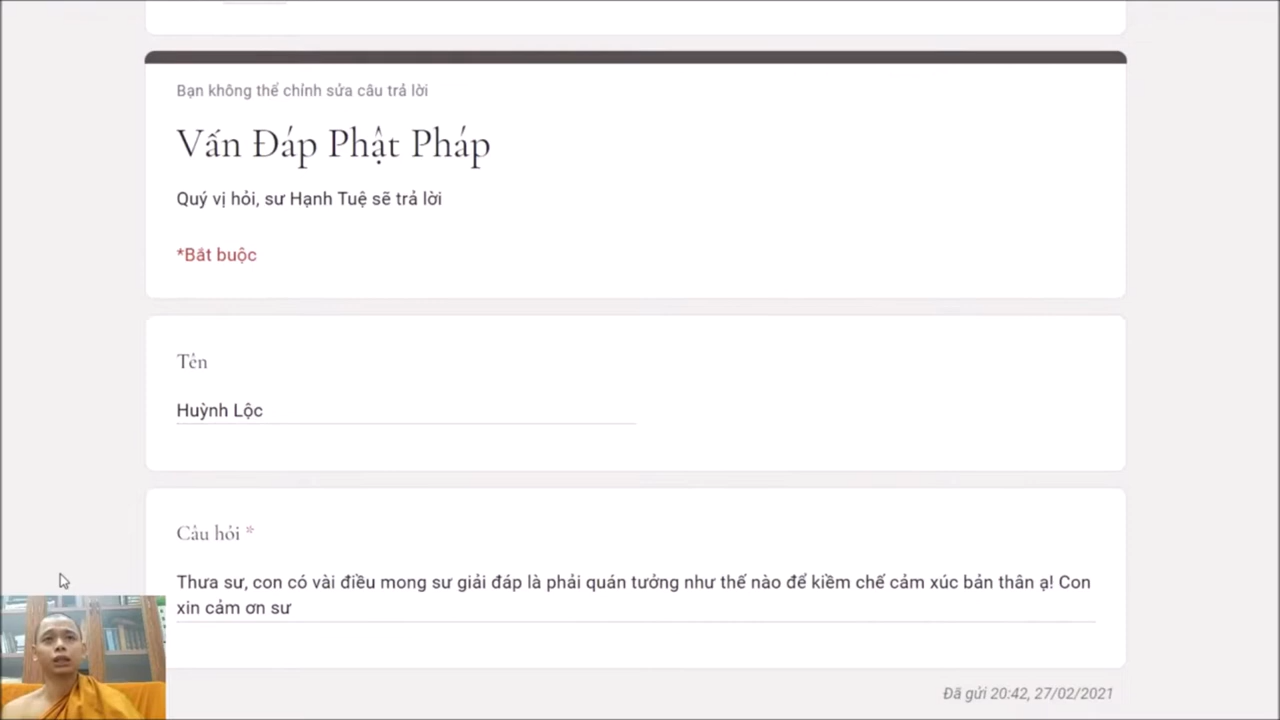 Bạn không thể chỉnh sửa câu trả lời
Vấn Đáp Phật Pháp
Quý vị hỏi, sư Hạnh Tuệ sẽ trả lời
*Bắt buộc
Tên
Huỳnh Lộc
Câu hỏi *
Thưa sư, con có vài điều mong sư giải đáp là phải quán tưởng như thế nào để kiềm chế cảm xúc bản thân ạ! Con
xin cảm ơn sư
Đã gửi 20:42, 27/02/2021